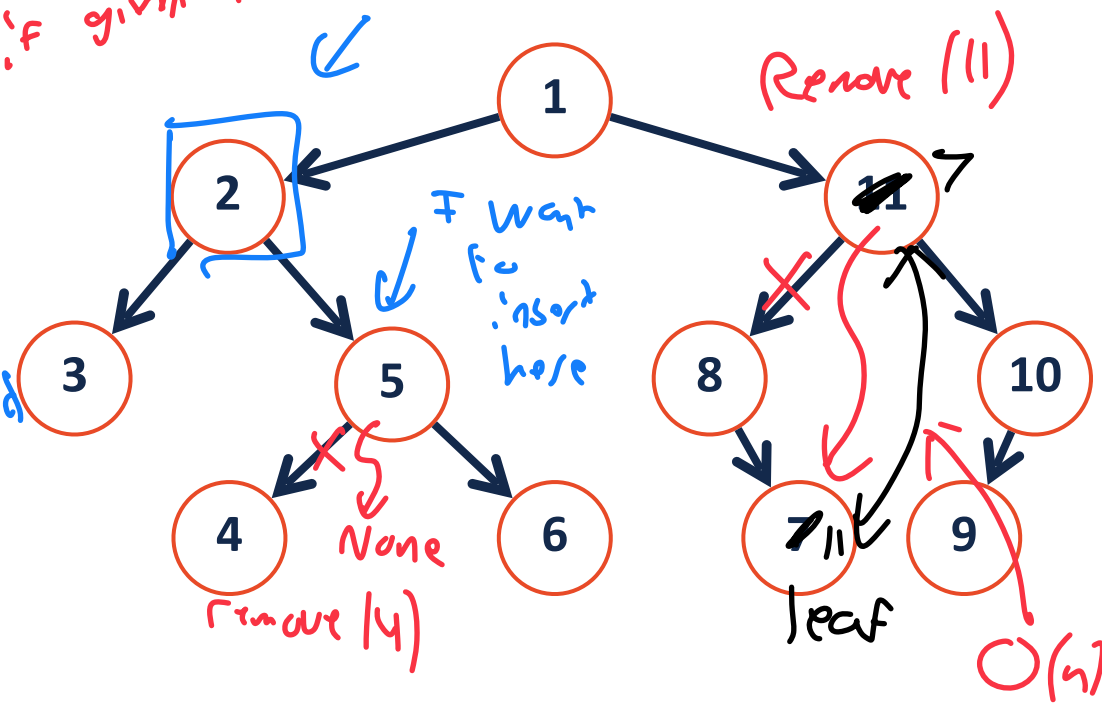 if
Remove (11)
1
2
11 7
I want
to
insert
here
3
5
8
10
4
None
6
7 11
9
remove (4)
leaf
O(n)